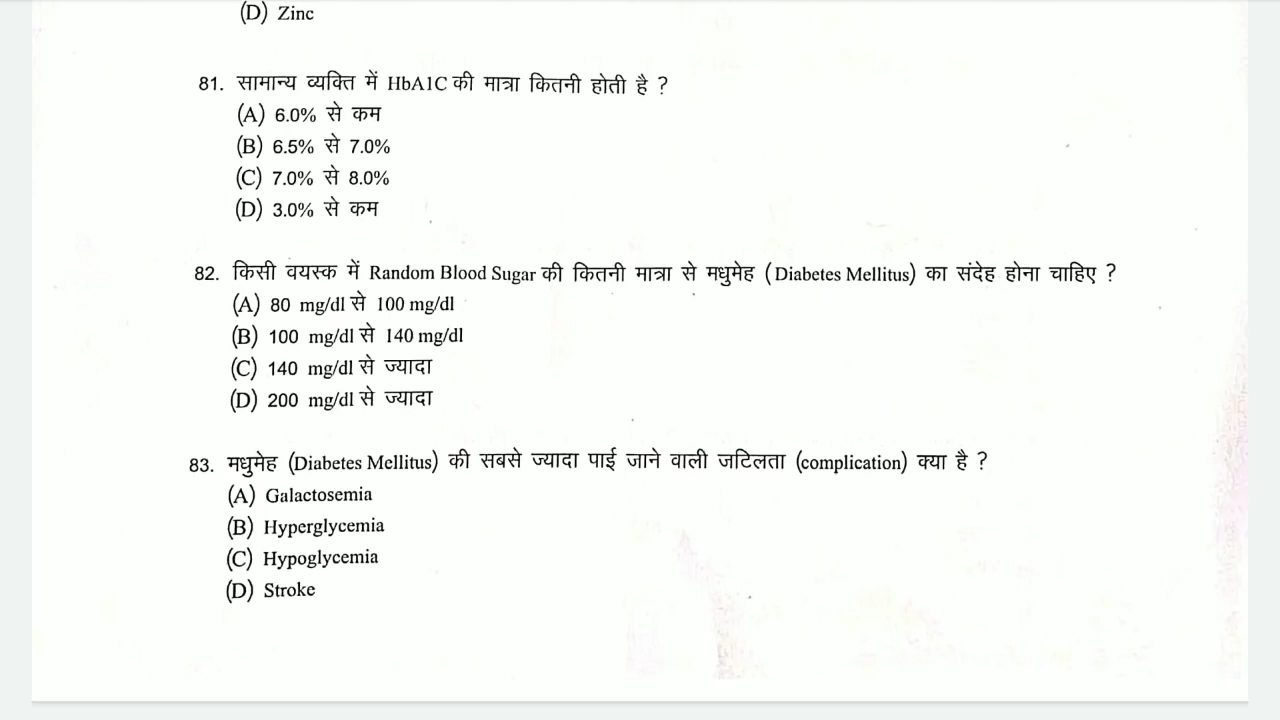 (D) Zinc
81. सामान्य व्यक्ति में HbA1C की मात्रा कितनी होती है ?
(A) 6.0% से कम
(B) 6.5% से 7.0%
(C) 7.0% से 8.0%
(D) 3.0% से कम
82. किसी वयस्क में Random Blood Sugar की कितनी मात्रा से मधुमेह (Diabetes Mellitus) का संदेह होना चाहिए ?
(A) 80 mg/dl से 100 mg/dl
(B) 100 mg/dl से 140 mg/dl
(C) 140 mg/dl से ज्यादा
(D) 200 mg/dl से ज्यादा
83. मधुमेह (Diabetes Mellitus) की सबसे ज्यादा पाई जाने वाली जटिलता (complication) क्या है ?
(A) Galactosemia
(B) Hyperglycemia
(C) Hypoglycemia
(D) Stroke